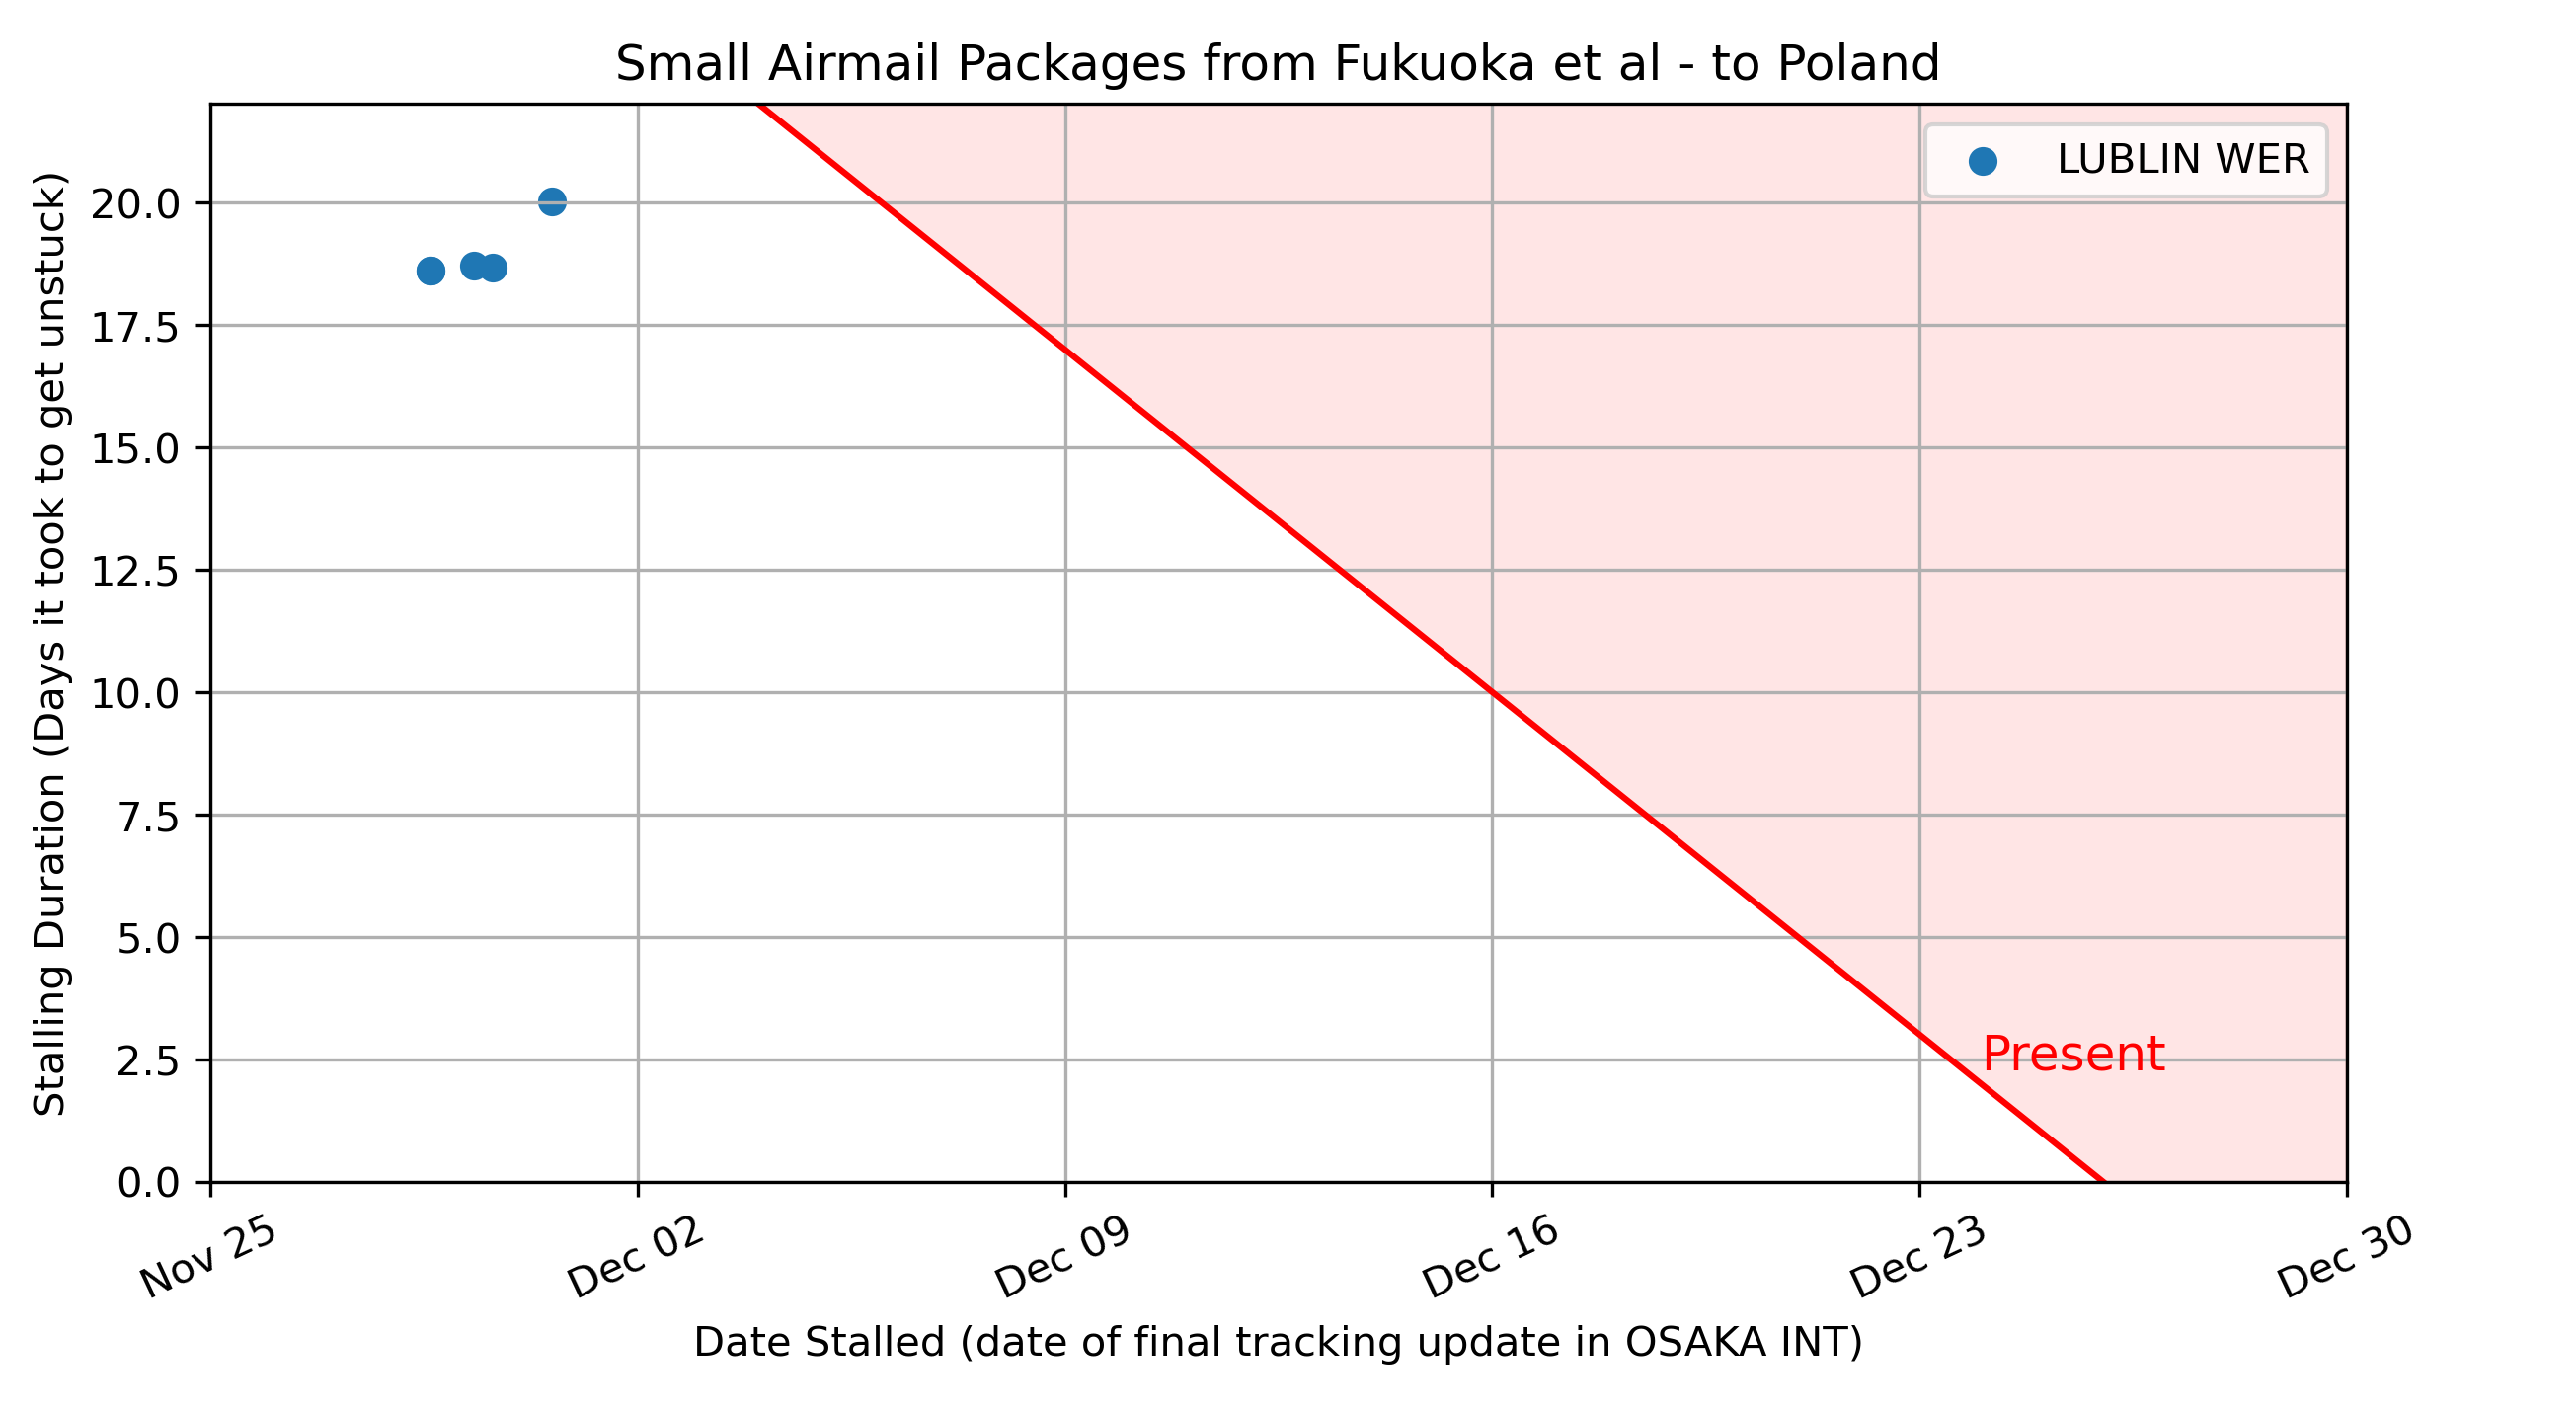 Small Airmail Packages from Fukuoka et al - to Poland
LUBLIN WER
Stalling Duration (Days it took to get unstuck)
20.0
17.5
15.0
12.5
10.0
7.5
5.0
2.5
0.0
Present
Nov 25
Dec 02
Dec 09
Dec 16
Dec 23
Dec 30
Date Stalled (date of final tracking update in OSAKA INT)